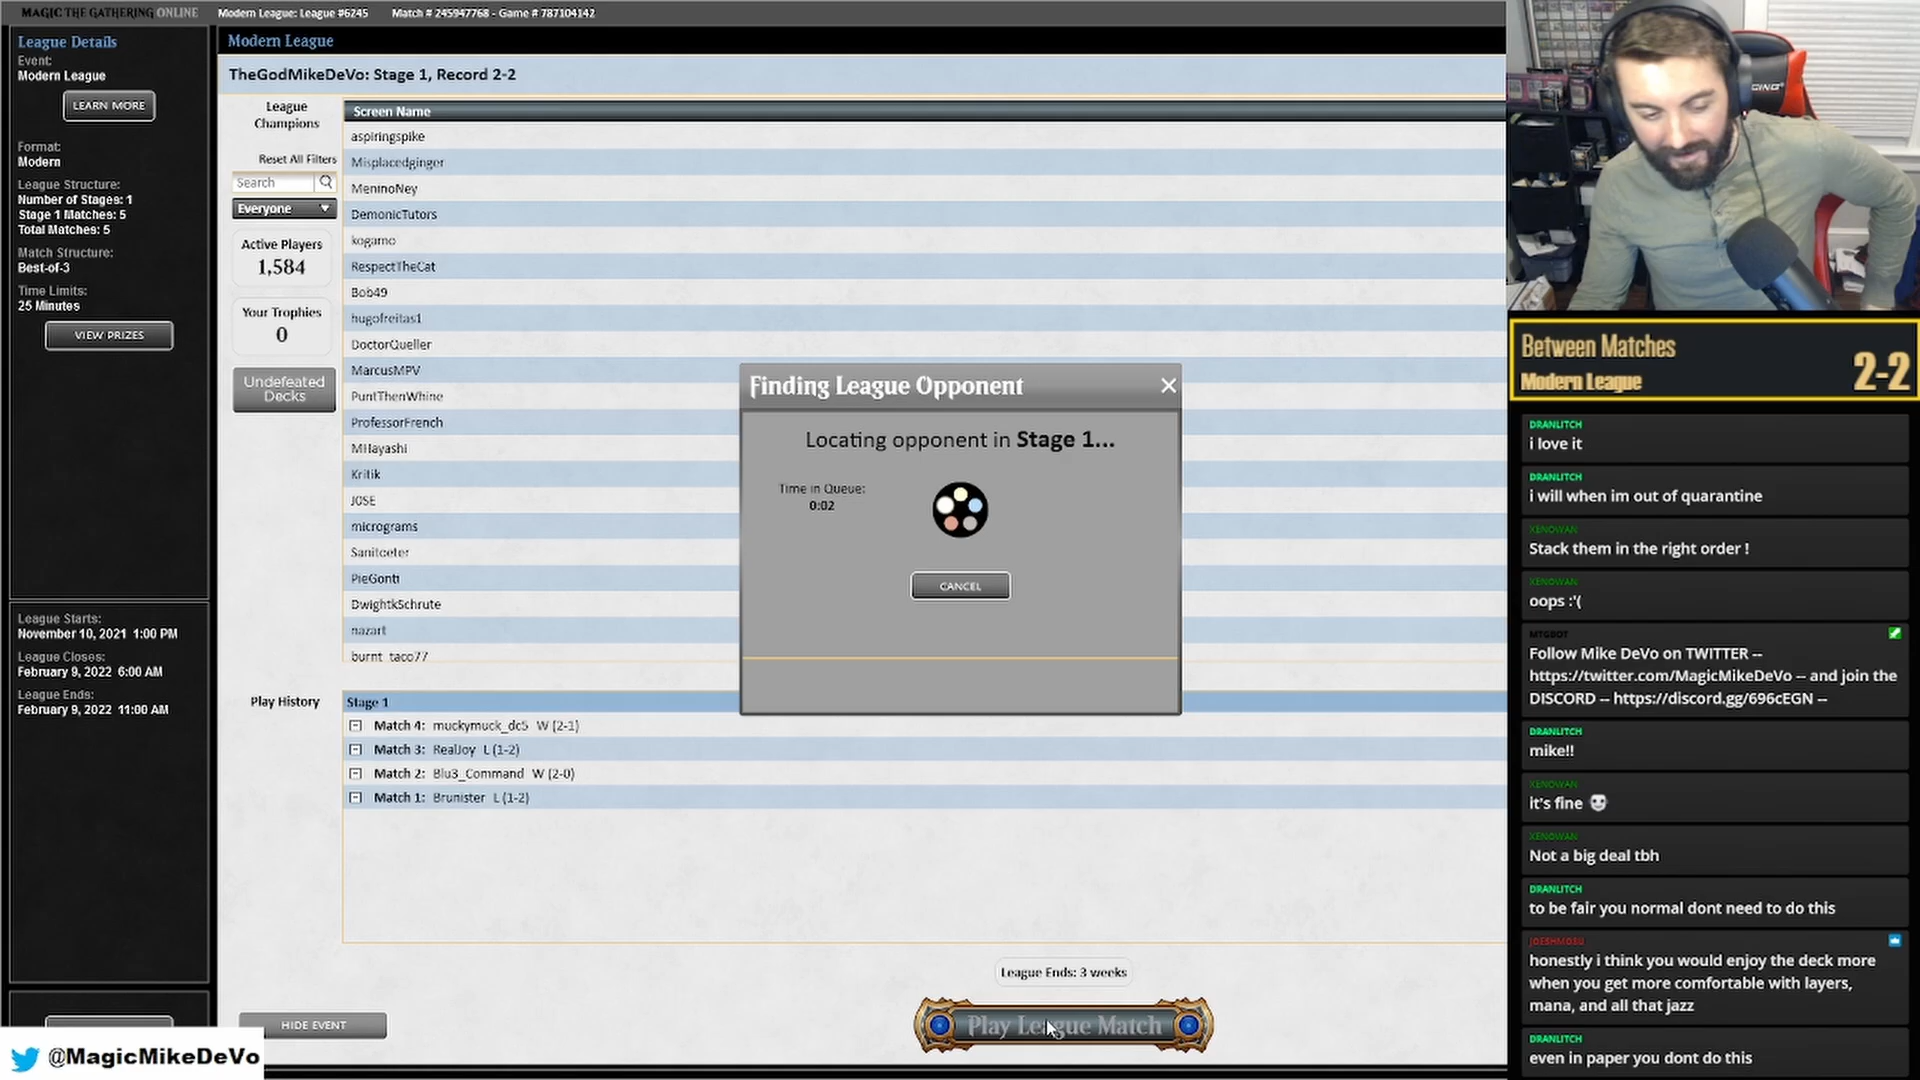 MAGIC THE GATHERING ONLINE
Modern League: League #6245
Match # 245947768 - Game # 787104142
League Details
Event:
Modern League
LEARN MORE
Format:
Modern
League Structure:
Number of Stages: 1
Stage 1 Matches: 5
Total Matches: 5
Match Structure:
Best-of-3
Time Limits:
25 Minutes
VIEW PRIZES
League Starts:
November 10, 2021 1:00 PM
League Closes:
February 9, 2022 6:00 AM
League Ends:
February 9, 2022 11:00 AM
Modern League
TheGodMikeDeVo: Stage 1, Record 2-2
League
Champions
Reset All Filters
Search
Everyone
Active Players
1,584
Your Trophies
0
Undefeated
Decks
Screen Name
aspiringspike
Misplacedginger
MeninoNey
DemonicTutors
kogamo
RespectTheCat
Bob49
hugofreitas1
DoctorQueller
MarcusMPV
PuntThenWhine
ProfessorFrench
MHayashi
Kritik
J0SE
micrograms
Sanitoeter
PieGonti
DwightkSchrute
nazart
burnt_taco77
Finding League Opponent
Locating opponent in Stage 1...
Time in Queue:
0:02
CANCEL
Play History
Stage 1
Match 4: muckymuck_dc5 W (2-1)
Match 3: RealJoy L (1-2)
Match 2: Blu3_Command W (2-0)
Match 1: Brunister L (1-2)
League Ends: 3 weeks
Play League Match
HIDE EVENT
@MagicMikeDeVo
Between Matches
Modern League
2-2
DRANLITCH
i love it
DRANLITCH
i will when im out of quarantine
XENOWAN
Stack them in the right order !
XENOWAN
oops :'(
MTGBOT
Follow Mike DeVo on TWITTER --
https://twitter.com/MagicMikeDeVo -- and join the
DISCORD -- https://discord.gg/696cEGN --
DRANLITCH
mike!!
XENOWAN
it's fine
XENOWAN
Not a big deal tbh
DRANLITCH
to be fair you normal dont need to do this
JOESHMO3U
honestly i think you would enjoy the deck more
when you get more comfortable with layers,
mana, and all that jazz
DRANLITCH
even in paper you dont do this